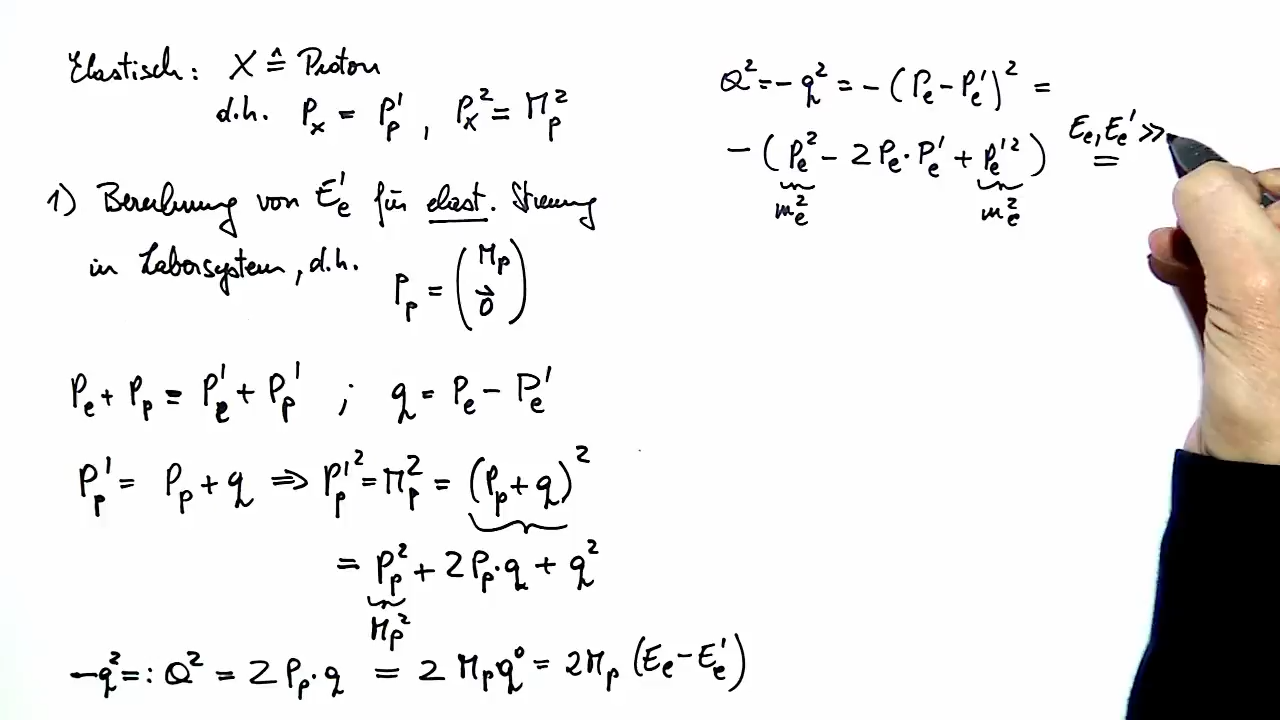 Elastisch: X ≙ Proton
d.h. P_x = P_p' , P_x² = M_p²
1) Berechnung von E_e' für elast. Streuung
in Laborsystem, d.h. P_p = (M_p 0⃗)
P_e + P_p = P_e' + P_p' ; q = P_e − P_e'
P_p' = P_p + q ⇒ P_p'² = M_p² = (P_p + q)²
= P_p² + 2 P_p·q + q²
M_p²
−q² =: Q² = 2 P_p·q = 2 M_p q⁰ = 2 M_p (E_e − E_e')
Q² = −q² = −(P_e − P_e')² =
−(P_e² − 2 P_e·P_e' + P_e'²) =
E_e, E_e' ≫
m_e² m_e²